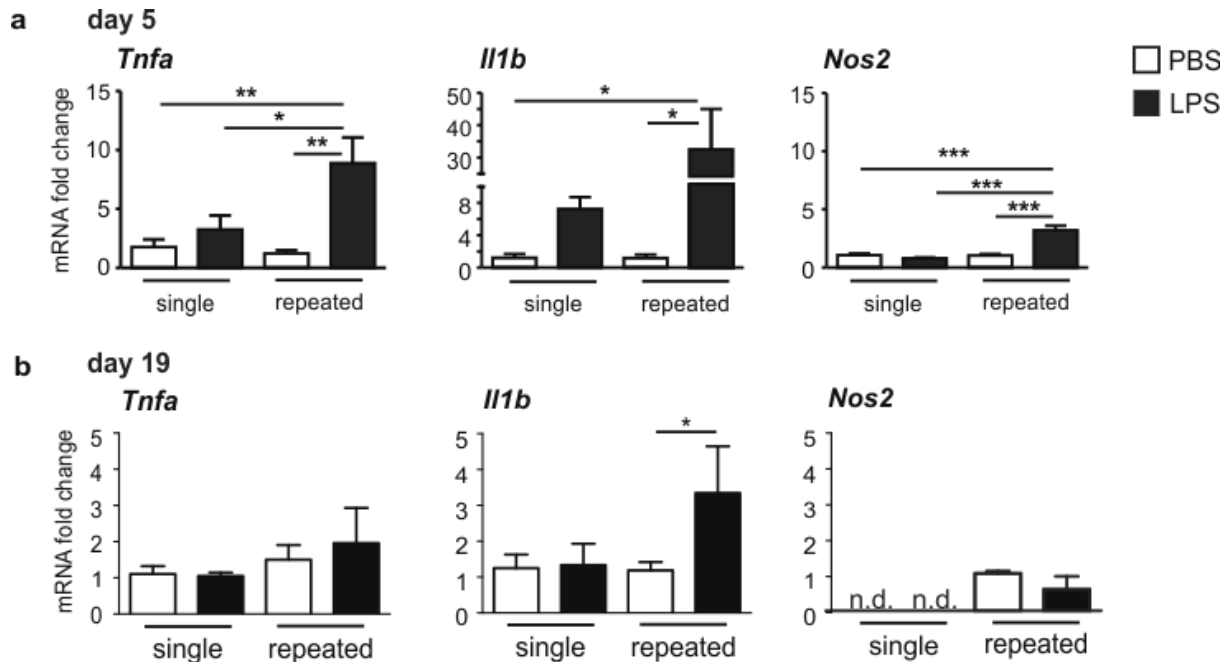 a day 5
Tnfa Il1b Nos2
PBS
LPS
mRNA fold change
15
10
5
0
**
*
**
single repeated
50
40
30
8
4
0
*
*
single repeated
15
10
5
0
***
***
***
single repeated
b day 19
Tnfa Il1b Nos2
mRNA fold change
5
4
3
2
1
0
single repeated
5
4
3
2
1
0
*
single repeated
5
4
3
2
1
0
n.d. n.d.
single repeated